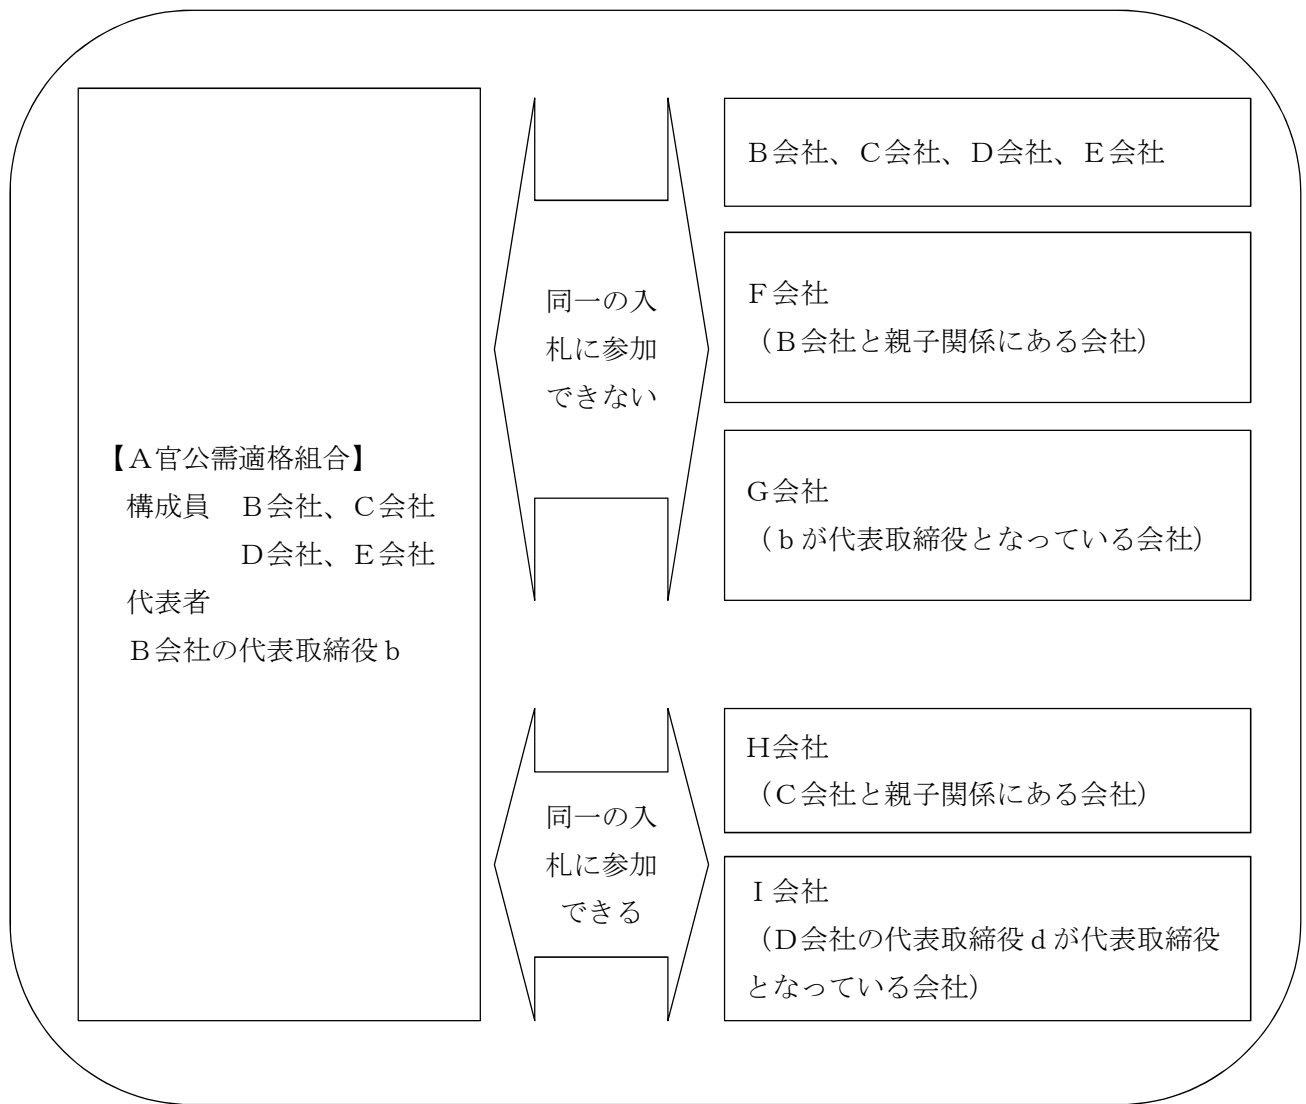 【Ａ官公需適格組合】
構成員　Ｂ会社、Ｃ会社
Ｄ会社、Ｅ会社
代表者
Ｂ会社の代表取締役ｂ
同一の入
札に参加
できない
Ｂ会社、Ｃ会社、Ｄ会社、Ｅ会社
Ｆ会社
（Ｂ会社と親子関係にある会社）
Ｇ会社
（ｂが代表取締役となっている会社）
同一の入
札に参加
できる
Ｈ会社
（Ｃ会社と親子関係にある会社）
Ｉ会社
（Ｄ会社の代表取締役ｄが代表取締役
となっている会社）